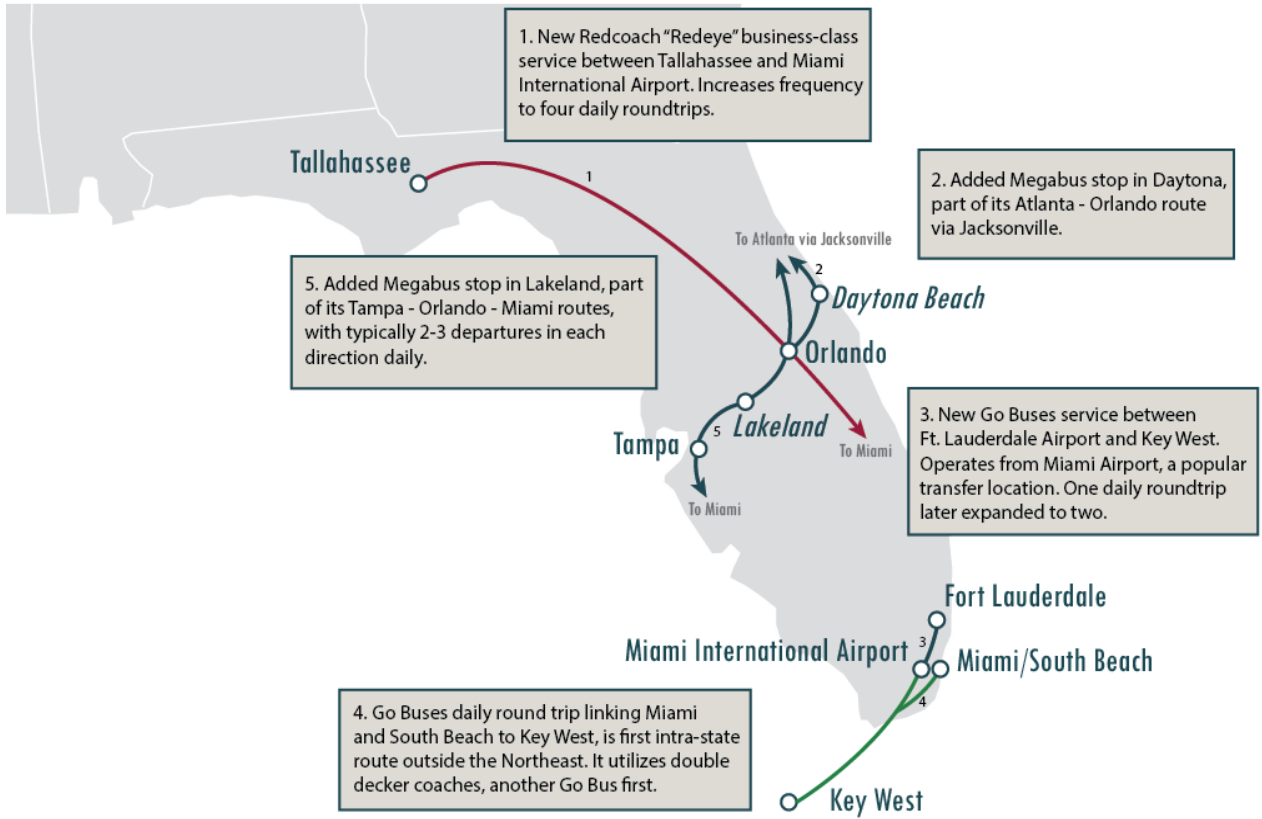 1. New Redcoach “Redeye” business-class
service between Tallahassee and Miami
International Airport. Increases frequency
to four daily roundtrips.
Tallahassee
1
2. Added Megabus stop in Daytona,
part of its Atlanta - Orlando route
via Jacksonville.
To Atlanta via Jacksonville
2
Daytona Beach
5. Added Megabus stop in Lakeland, part
of its Tampa - Orlando - Miami routes,
with typically 2-3 departures in each
direction daily.
Orlando
Lakeland
5
Tampa
To Miami
To Miami
3. New Go Buses service between
Ft. Lauderdale Airport and Key West.
Operates from Miami Airport, a popular
transfer location. One daily roundtrip
later expanded to two.
Fort Lauderdale
3
Miami International Airport
Miami/South Beach
4
4. Go Buses daily round trip linking Miami
and South Beach to Key West, is first intra-state
route outside the Northeast. It utilizes double
decker coaches, another Go Bus first.
Key West